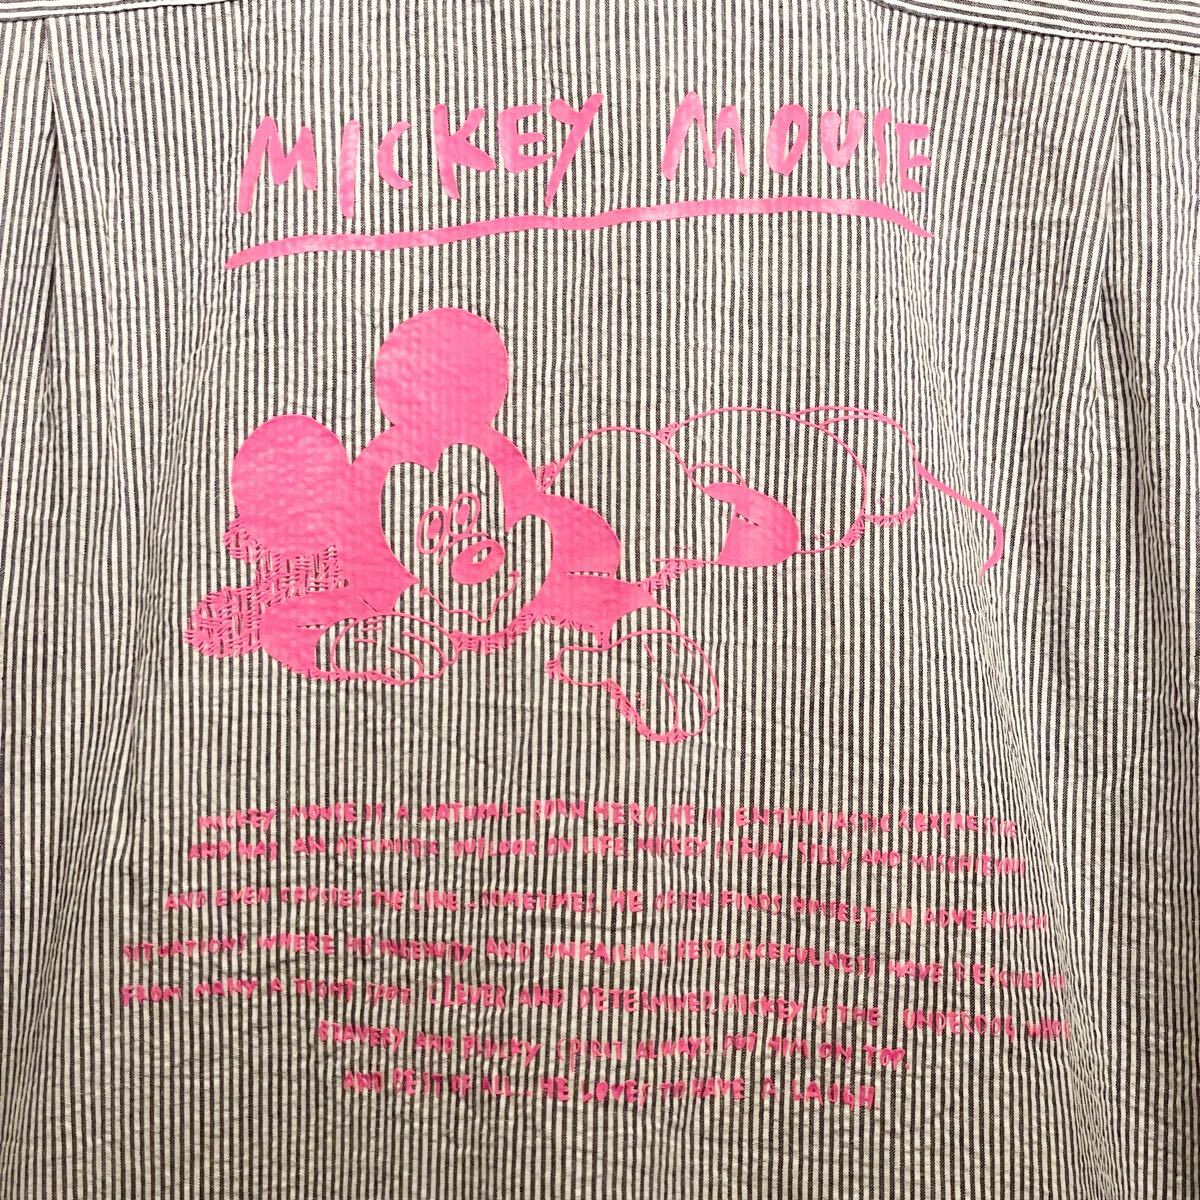 MICKEY MOUSE
MICKEY MOUSE IS A NATURAL-BORN HERO. HE IS ENTHUSIASTIC & EXPRESSIVE
AND HAS AN OPTIMISTIC OUTLOOK ON LIFE MICKEY IS FUN, SILLY AND MISCHIEVOUS
AND EVEN CROSSES THE LINE-SOMETIMES. HE OFTEN FINDS HIMSELF IN ADVENTUROUS
SITUATIONS WHERE HIS INGENUITY AND UNFAILING RESOURCEFULNESS HAVE RESCUED HIM
FROM MANY A TIGHT SPOT. CLEVER AND DETERMINED, MICKEY IS THE UNDERDOG WHOSE
BRAVERY AND PLUCKY SPIRIT ALWAYS PUT HIM ON TOP.
AND BEST OF ALL... HE LOVES TO HAVE A LAUGH.